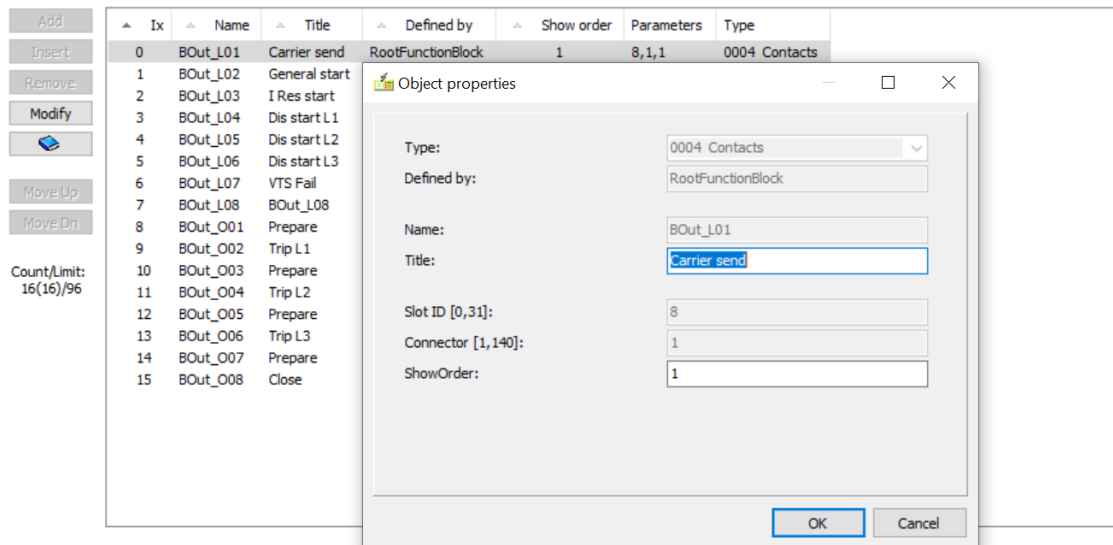 Add
Insert
Remove
Modify
Move Up
Move Dn
Count/Limit:
16(16)/96
Ix Name Title Defined by Show order Parameters Type
0 BOut_L01 Carrier send RootFunctionBlock 1 8,1,1 0004 Contacts
1 BOut_L02 General start
2 BOut_L03 I Res start
3 BOut_L04 Dis start L1
4 BOut_L05 Dis start L2
5 BOut_L06 Dis start L3
6 BOut_L07 VTS Fail
7 BOut_L08 BOut_L08
8 BOut_O01 Prepare
9 BOut_O02 Trip L1
10 BOut_O03 Prepare
11 BOut_O04 Trip L2
12 BOut_O05 Prepare
13 BOut_O06 Trip L3
14 BOut_O07 Prepare
15 BOut_O08 Close
Object properties
Type: 0004 Contacts
Defined by: RootFunctionBlock
Name: BOut_L01
Title: Carrier send
Slot ID [0,31]: 8
Connector [1,140]: 1
ShowOrder: 1
OK Cancel